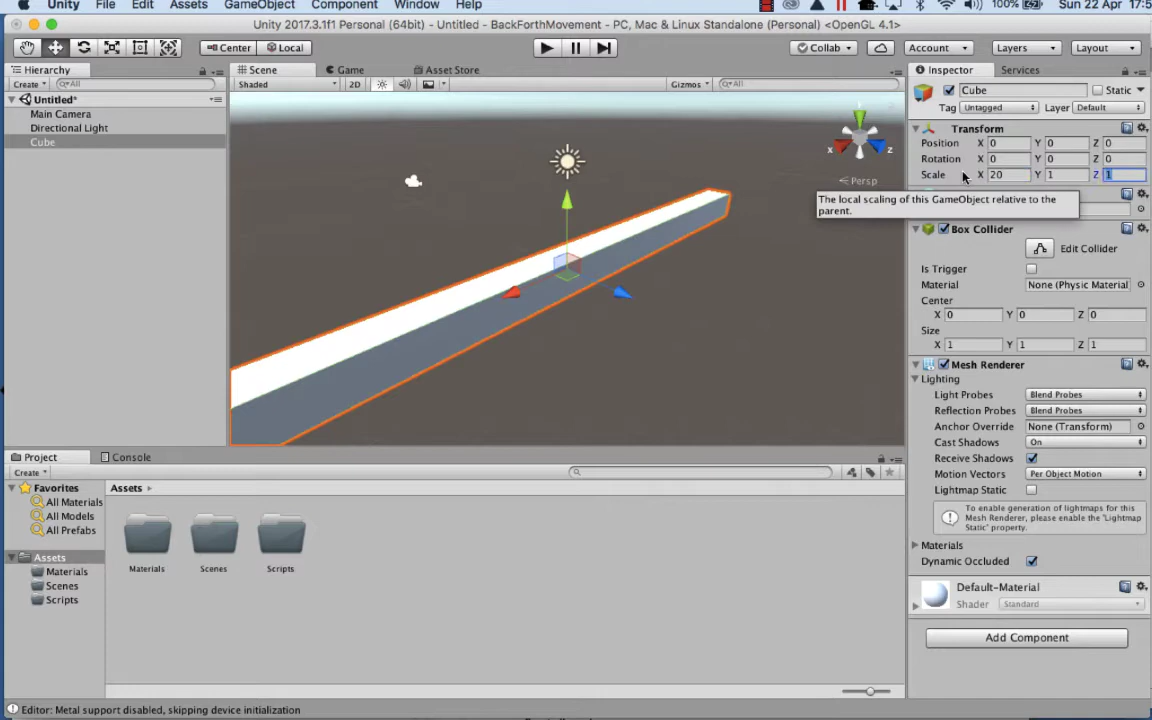 Unity File Edit Assets GameObject Component Window Help 100% Sun 22 Apr 17:5
Unity 2017.3.1f1 Personal (64bit) - Untitled - BackForthMovement - PC, Mac & Linux Standalone (Personal) <OpenGL 4.1>
Center Local Collab Account Layers Layout
Hierarchy Scene Game Asset Store Inspector Services
Create All Shaded 2D Gizmos All
Cube Static
Untitled*
Tag Untagged Layer Default
Main Camera
Directional Light
Cube
Transform
Position X 0 Y 0 Z 0
Rotation X 0 Y 0 Z 0
Scale X 20 Y 1 Z 1
x z
Persp
The local scaling of this GameObject relative to the
parent.
Box Collider
Edit Collider
Is Trigger
Material None (Physic Material
Center
X 0 Y 0 Z 0
Size
X 1 Y 1 Z 1
Mesh Renderer
Lighting
Light Probes Blend Probes
Reflection Probes Blend Probes
Anchor Override None (Transform)
Cast Shadows On
Receive Shadows
Motion Vectors Per Object Motion
Lightmap Static
To enable generation of lightmaps for this
Mesh Renderer, please enable the "Lightmap
Static" property.
Materials
Dynamic Occluded
Default-Material
Shader Standard
Add Component
Project Console
Create
Favorites
All Materials
All Models
All Prefabs
Assets
Materials
Scenes
Scripts
Assets
Materials Scenes Scripts
Editor: Metal support disabled, skipping device initialization